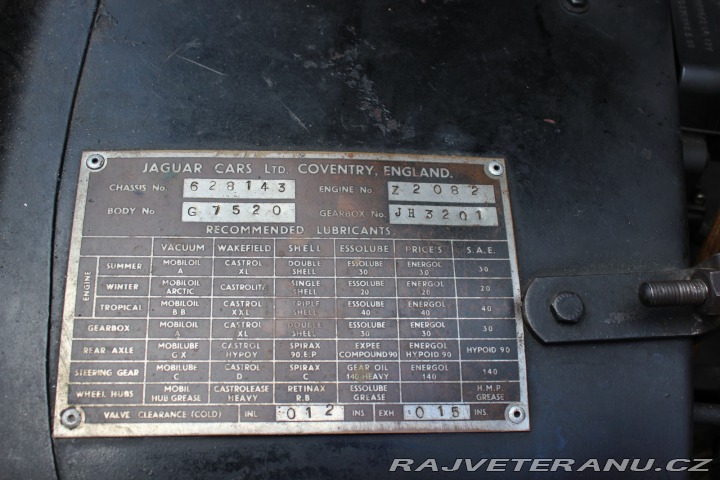 JAGUAR CARS LTD. COVENTRY, ENGLAND.
CHASSIS No. 628143 ENGINE No. Z 2082
BODY No G 7520 GEARBOX No. JH 3201
RECOMMENDED LUBRICANTS.
VACUUM WAKEFIELD SHELL ESSOLUBE PRICE'S S.A.E.
ENGINE
SUMMER MOBILOIL A CASTROL XL DOUBLE SHELL ESSOLUBE 30 ENERGOL 30 30
WINTER MOBILOIL ARCTIC CASTROLITE SINGLE SHELL ESSOLUBE 20 ENERGOL 20 20
TROPICAL MOBILOIL B B CASTROL XXL TRIPLE SHELL ESSOLUBE 40 ENERGOL 40 40
GEARBOX MOBILOIL A CASTROL XL DOUBLE SHELL ESSOLUBE 30 ENERGOL 30 30
REAR AXLE MOBILUBE G X CASTROL HYPOY SPIRAX 90.E.P EXPEE COMPOUND 90 ENERGOL HYPOID 90 HYPOID 90
STEERING GEAR MOBILUBE C CASTROL D SPIRAX C GEAR OIL 140 HEAVY ENERGOL 140 140
WHEEL HUBS MOBIL HUB GREASE CASTROLEASE HEAVY RETINAX R.B ESSOLUBE GREASE H.M.P. GREASE
VALVE CLEARANCE (COLD) INL ·012 INS EXH ·015 INS.
RAJVETERANU.CZ